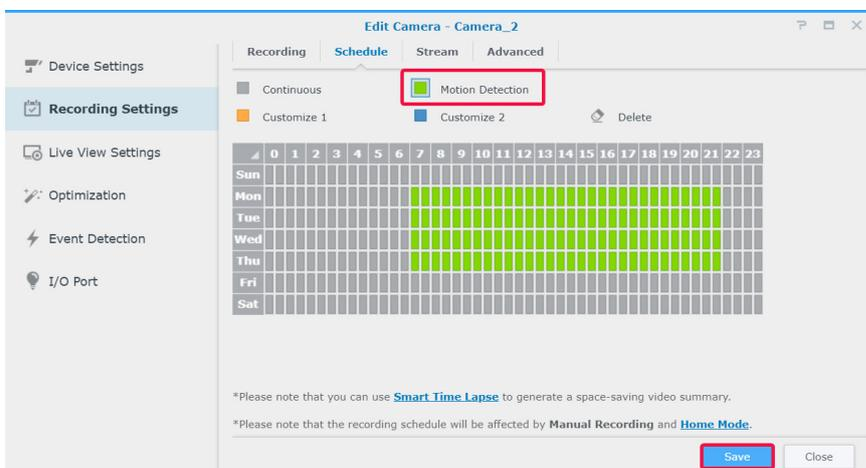 Edit Camera - Camera_2
Device Settings
Recording Settings
Live View Settings
Optimization
Event Detection
I/O Port
Recording Schedule Stream Advanced
Continuous Motion Detection
Customize 1 Customize 2 Delete
0 1 2 3 4 5 6 7 8 9 10 11 12 13 14 15 16 17 18 19 20 21 22 23
Sun
Mon
Tue
Wed
Thu
Fri
Sat
*Please note that you can use Smart Time Lapse to generate a space-saving video summary.
*Please note that the recording schedule will be affected by Manual Recording and Home Mode.
Save Close